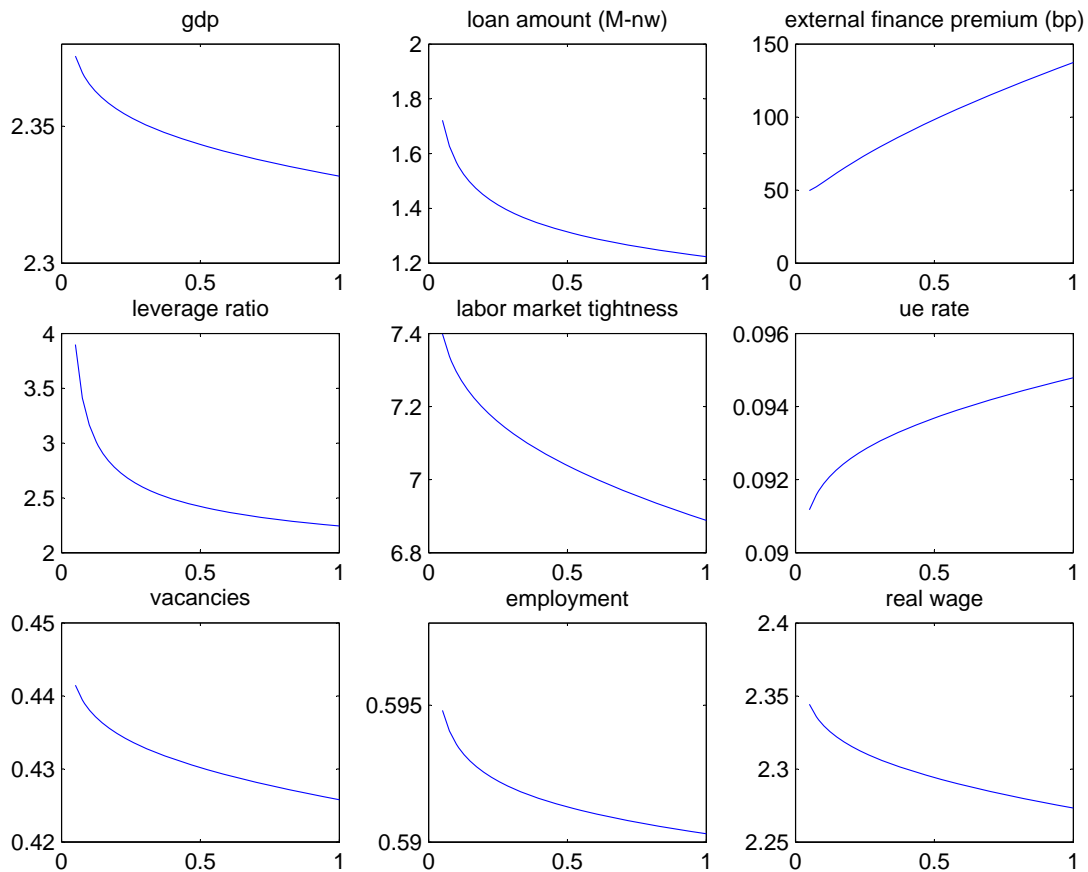 gdp
loan amount (M-nw)
external finance premium (bp)
2.35
2.3
0 0.5 1
2
1.8
1.6
1.4
1.2
0 0.5 1
150
100
50
0
0 0.5 1
leverage ratio
labor market tightness
ue rate
4
3.5
3
2.5
2
0 0.5 1
7.4
7.2
7
6.8
0 0.5 1
0.096
0.094
0.092
0.09
0 0.5 1
vacancies
employment
real wage
0.45
0.44
0.43
0.42
0 0.5 1
0.595
0.59
0 0.5 1
2.4
2.35
2.3
2.25
0 0.5 1